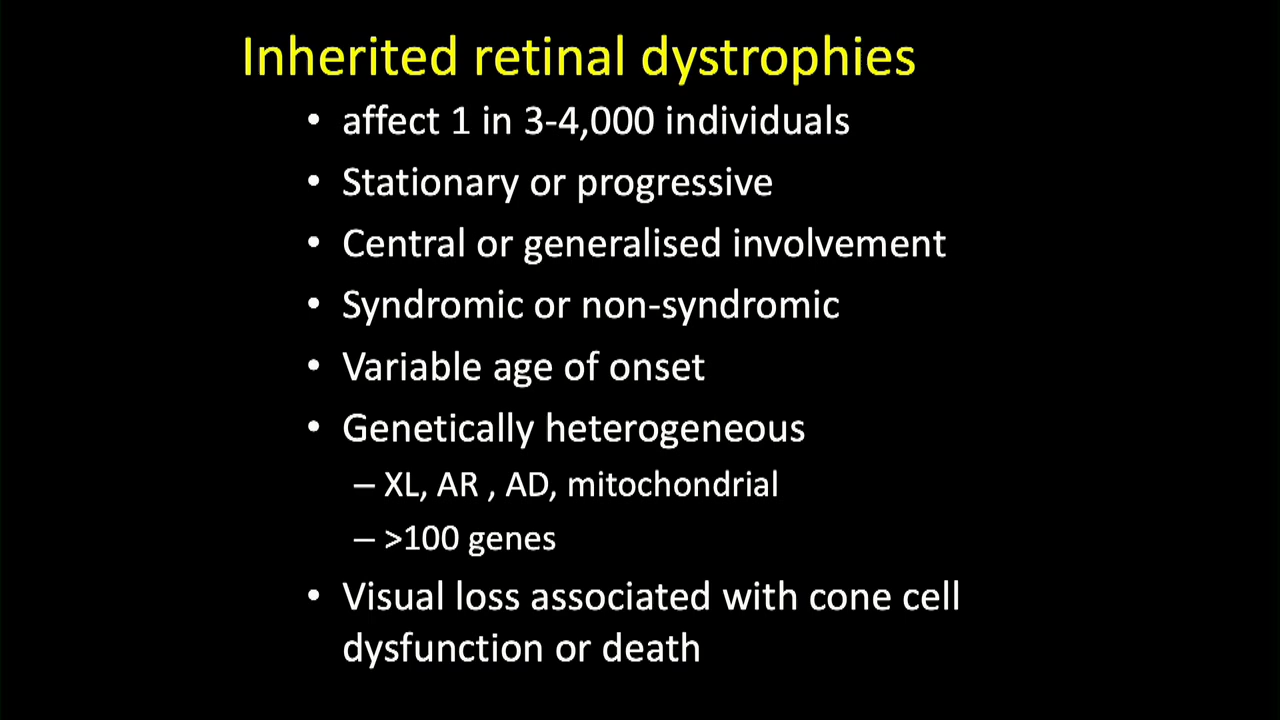 Inherited retinal dystrophies
• affect 1 in 3-4,000 individuals
• Stationary or progressive
• Central or generalised involvement
• Syndromic or non-syndromic
• Variable age of onset
• Genetically heterogeneous
– XL, AR , AD, mitochondrial
– >100 genes
• Visual loss associated with cone cell
dysfunction or death